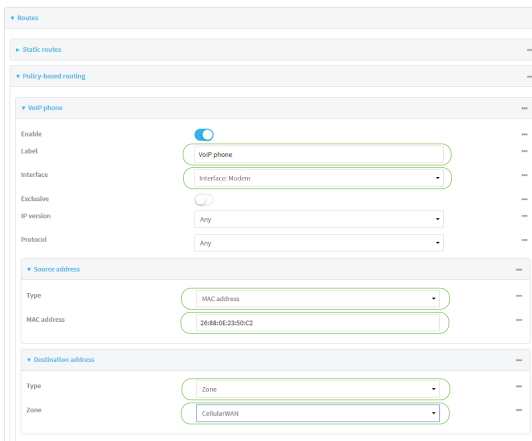 Routes
Static routes
Policy-based routing
VoIP phone
Enable
Label VoIP phone
Interface Interface: Modem
Exclusive
IP version Any
Protocol Any
Source address
Type MAC address
MAC address 26:88:0E:23:50:C2
Destination address
Type Zone
Zone CellularWAN